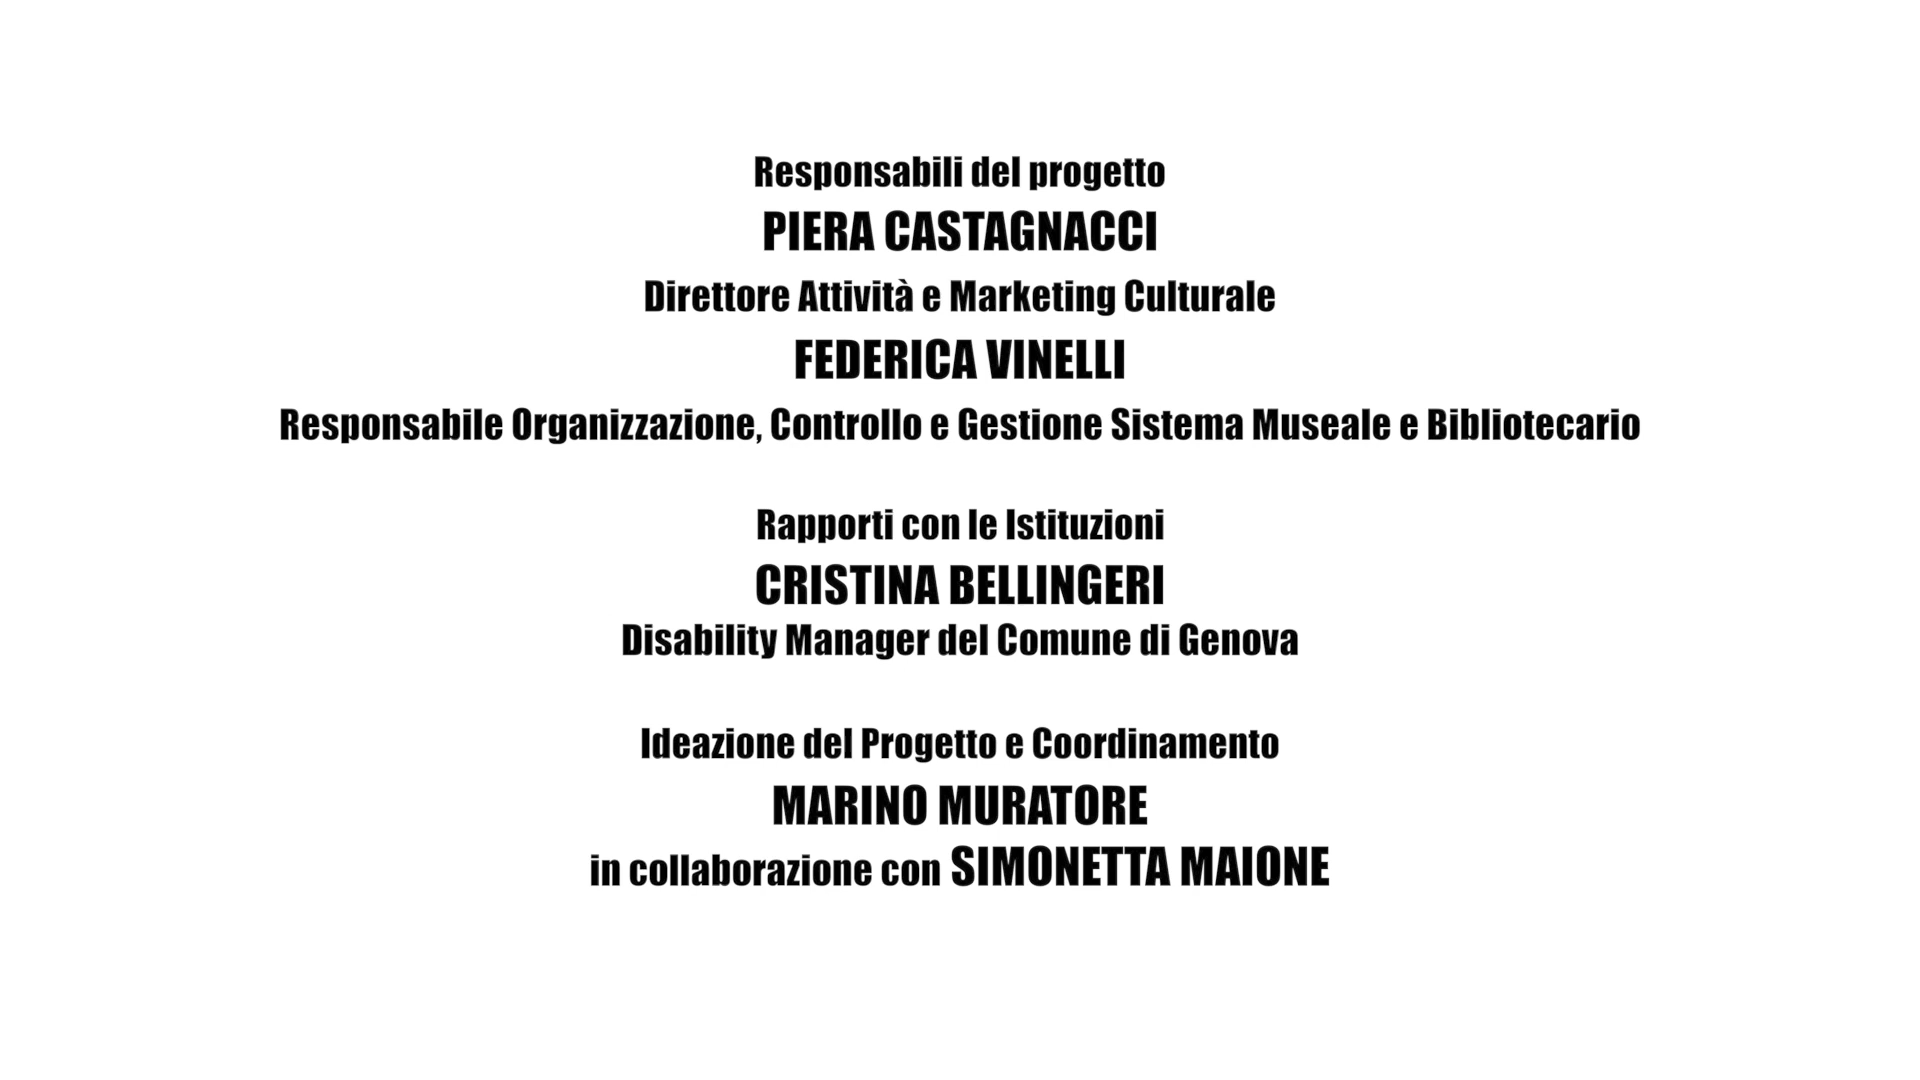 Responsabili del progetto
PIERA CASTAGNACCI
Direttore Attività e Marketing Culturale
FEDERICA VINELLI
Responsabile Organizzazione, Controllo e Gestione Sistema Museale e Bibliotecario
Rapporti con le Istituzioni
CRISTINA BELLINGERI
Disability Manager del Comune di Genova
Ideazione del Progetto e Coordinamento
MARINO MURATORE
in collaborazione con SIMONETTA MAIONE